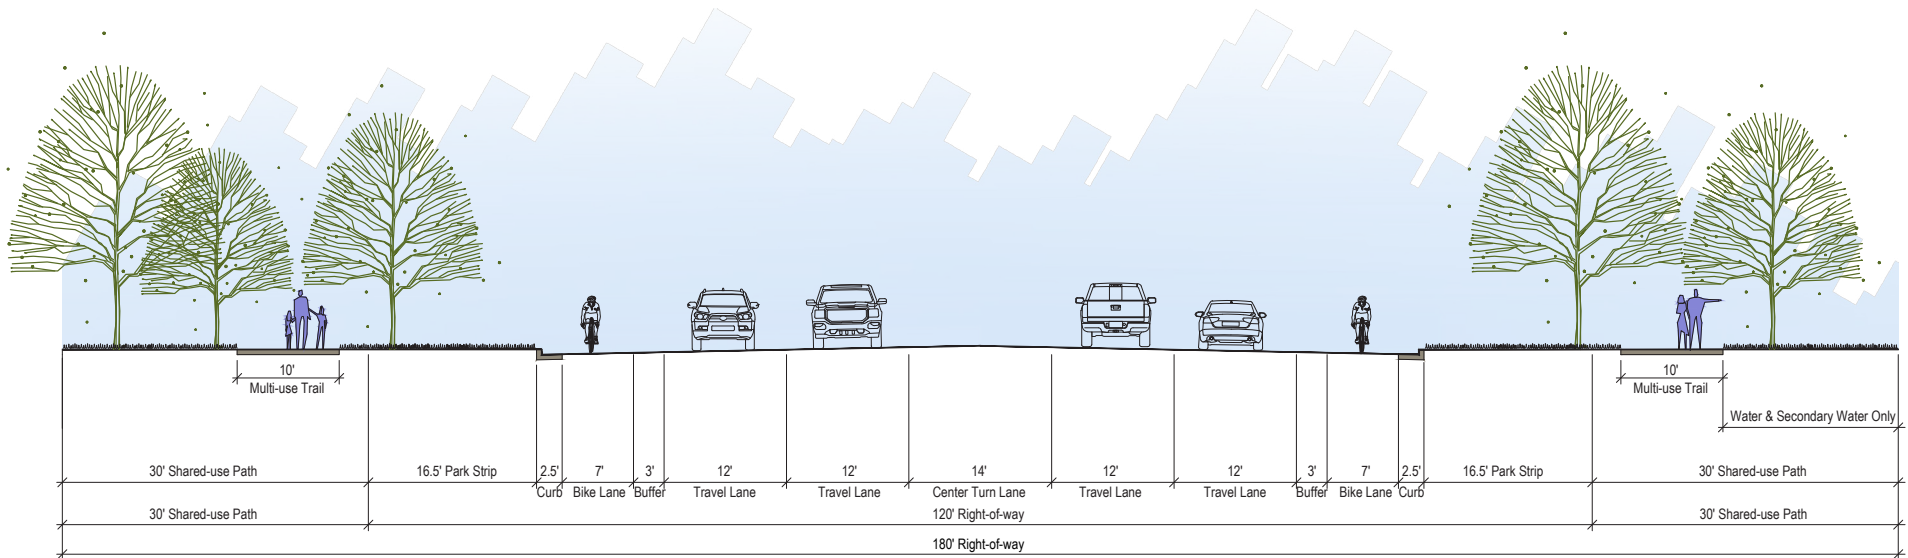 10'
Multi-use Trail
10'
Multi-use Trail
Water & Secondary Water Only
30' Shared-use Path
16.5' Park Strip
2.5'
Curb
7'
Bike Lane
3'
Buffer
12'
Travel Lane
12'
Travel Lane
14'
Center Turn Lane
12'
Travel Lane
12'
Travel Lane
3'
Buffer
7'
Bike Lane
2.5'
Curb
16.5' Park Strip
30' Shared-use Path
30' Shared-use Path
120' Right-of-way
30' Shared-use Path
180' Right-of-way